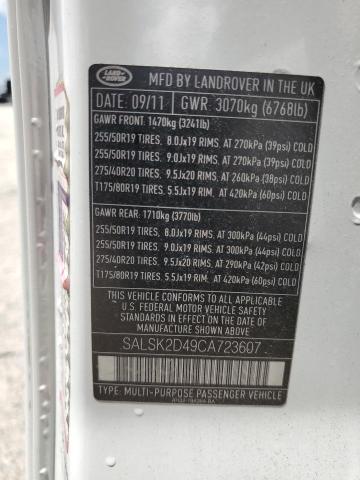 LAND-ROVER
MFD BY LANDROVER IN THE UK
DATE: 09/11 GWR: 3070kg (6768lb)
GAWR FRONT: 1470kg (3241lb)
255/50R19 TIRES, 8.0Jx19 RIMS, AT 270kPa (39psi) COLD
255/50R19 TIRES, 9.0Jx19 RIMS, AT 270kPa (39psi) COLD
275/40R20 TIRES, 9.5Jx20 RIMS, AT 260kPa (38psi) COLD
T175/80R19 TIRES, 5.5Jx19 RIM, AT 420kPa (60psi) COLD
GAWR REAR: 1710kg (3770lb)
255/50R19 TIRES, 8.0Jx19 RIMS, AT 300kPa (44psi) COLD
255/50R19 TIRES, 9.0Jx19 RIMS, AT 300kPa (44psi) COLD
275/40R20 TIRES, 9.5Jx20 RIMS, AT 290kPa (42psi) COLD
T175/80R19 TIRES, 5.5Jx19 RIM, AT 420kPa (60psi) COLD
THIS VEHICLE CONFORMS TO ALL APPLICABLE
U.S. FEDERAL MOTOR VEHICLE SAFETY
STANDARDS IN EFFECT ON THE DATE
OF MANUFACTURE SHOWN ABOVE
SALSK2D49CA723607
TYPE: MULTI-PURPOSE PASSENGER VEHICLE